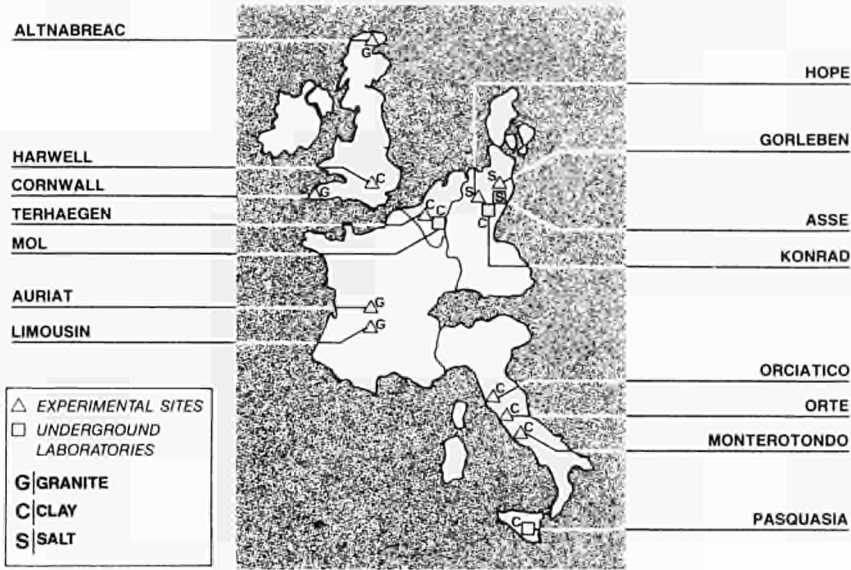 ALTNABREAC
HARWELL
CORNWALL
TERHAEGEN
MOL
AURIAT
LIMOUSIN
HOPE
GORLEBEN
ASSE
KONRAD
ORCIATICO
ORTE
MONTEROTONDO
PASQUASIA
G
C
G
C
C
S
S
S
C
G
G
C
C
C
C
EXPERIMENTAL SITES
UNDERGROUND
LABORATORIES
G GRANITE
C CLAY
S SALT